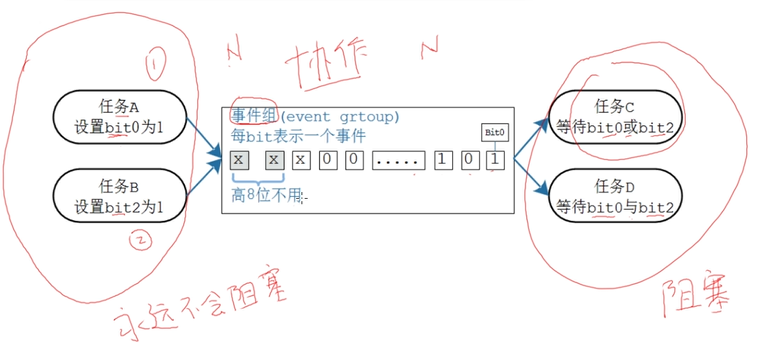 ① N 协作 N
任务A
设置bit0为1
任务B
设置bit2为1
②
永远不会阻塞
事件组(event grtoup)
每bit表示一个事件
Bit0
x x x 0 0 ..... 1 0 1
高8位不用
任务C
等待bit0或bit2
任务D
等待bit0与bit2
阻塞